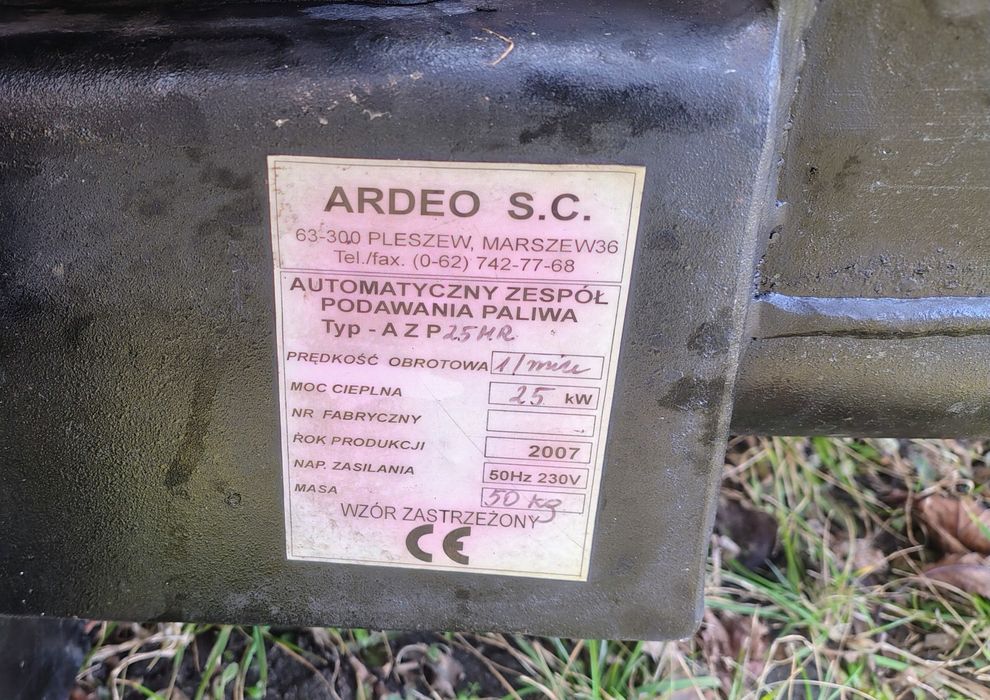 ARDEO S.C.
63-300 PLESZEW, MARSZEW36
Tel./fax. (0-62) 742-77-68
AUTOMATYCZNY ZESPÓŁ
PODAWANIA PALIWA
Typ - AZP 25MR
PRĘDKOŚĆ OBROTOWA 1/min
MOC CIEPLNA 25 kW
NR FABRYCZNY
ROK PRODUKCJI 2007
NAP. ZASILANIA 50Hz 230V
MASA 50 kg
WZÓR ZASTRZEŻONY
CE